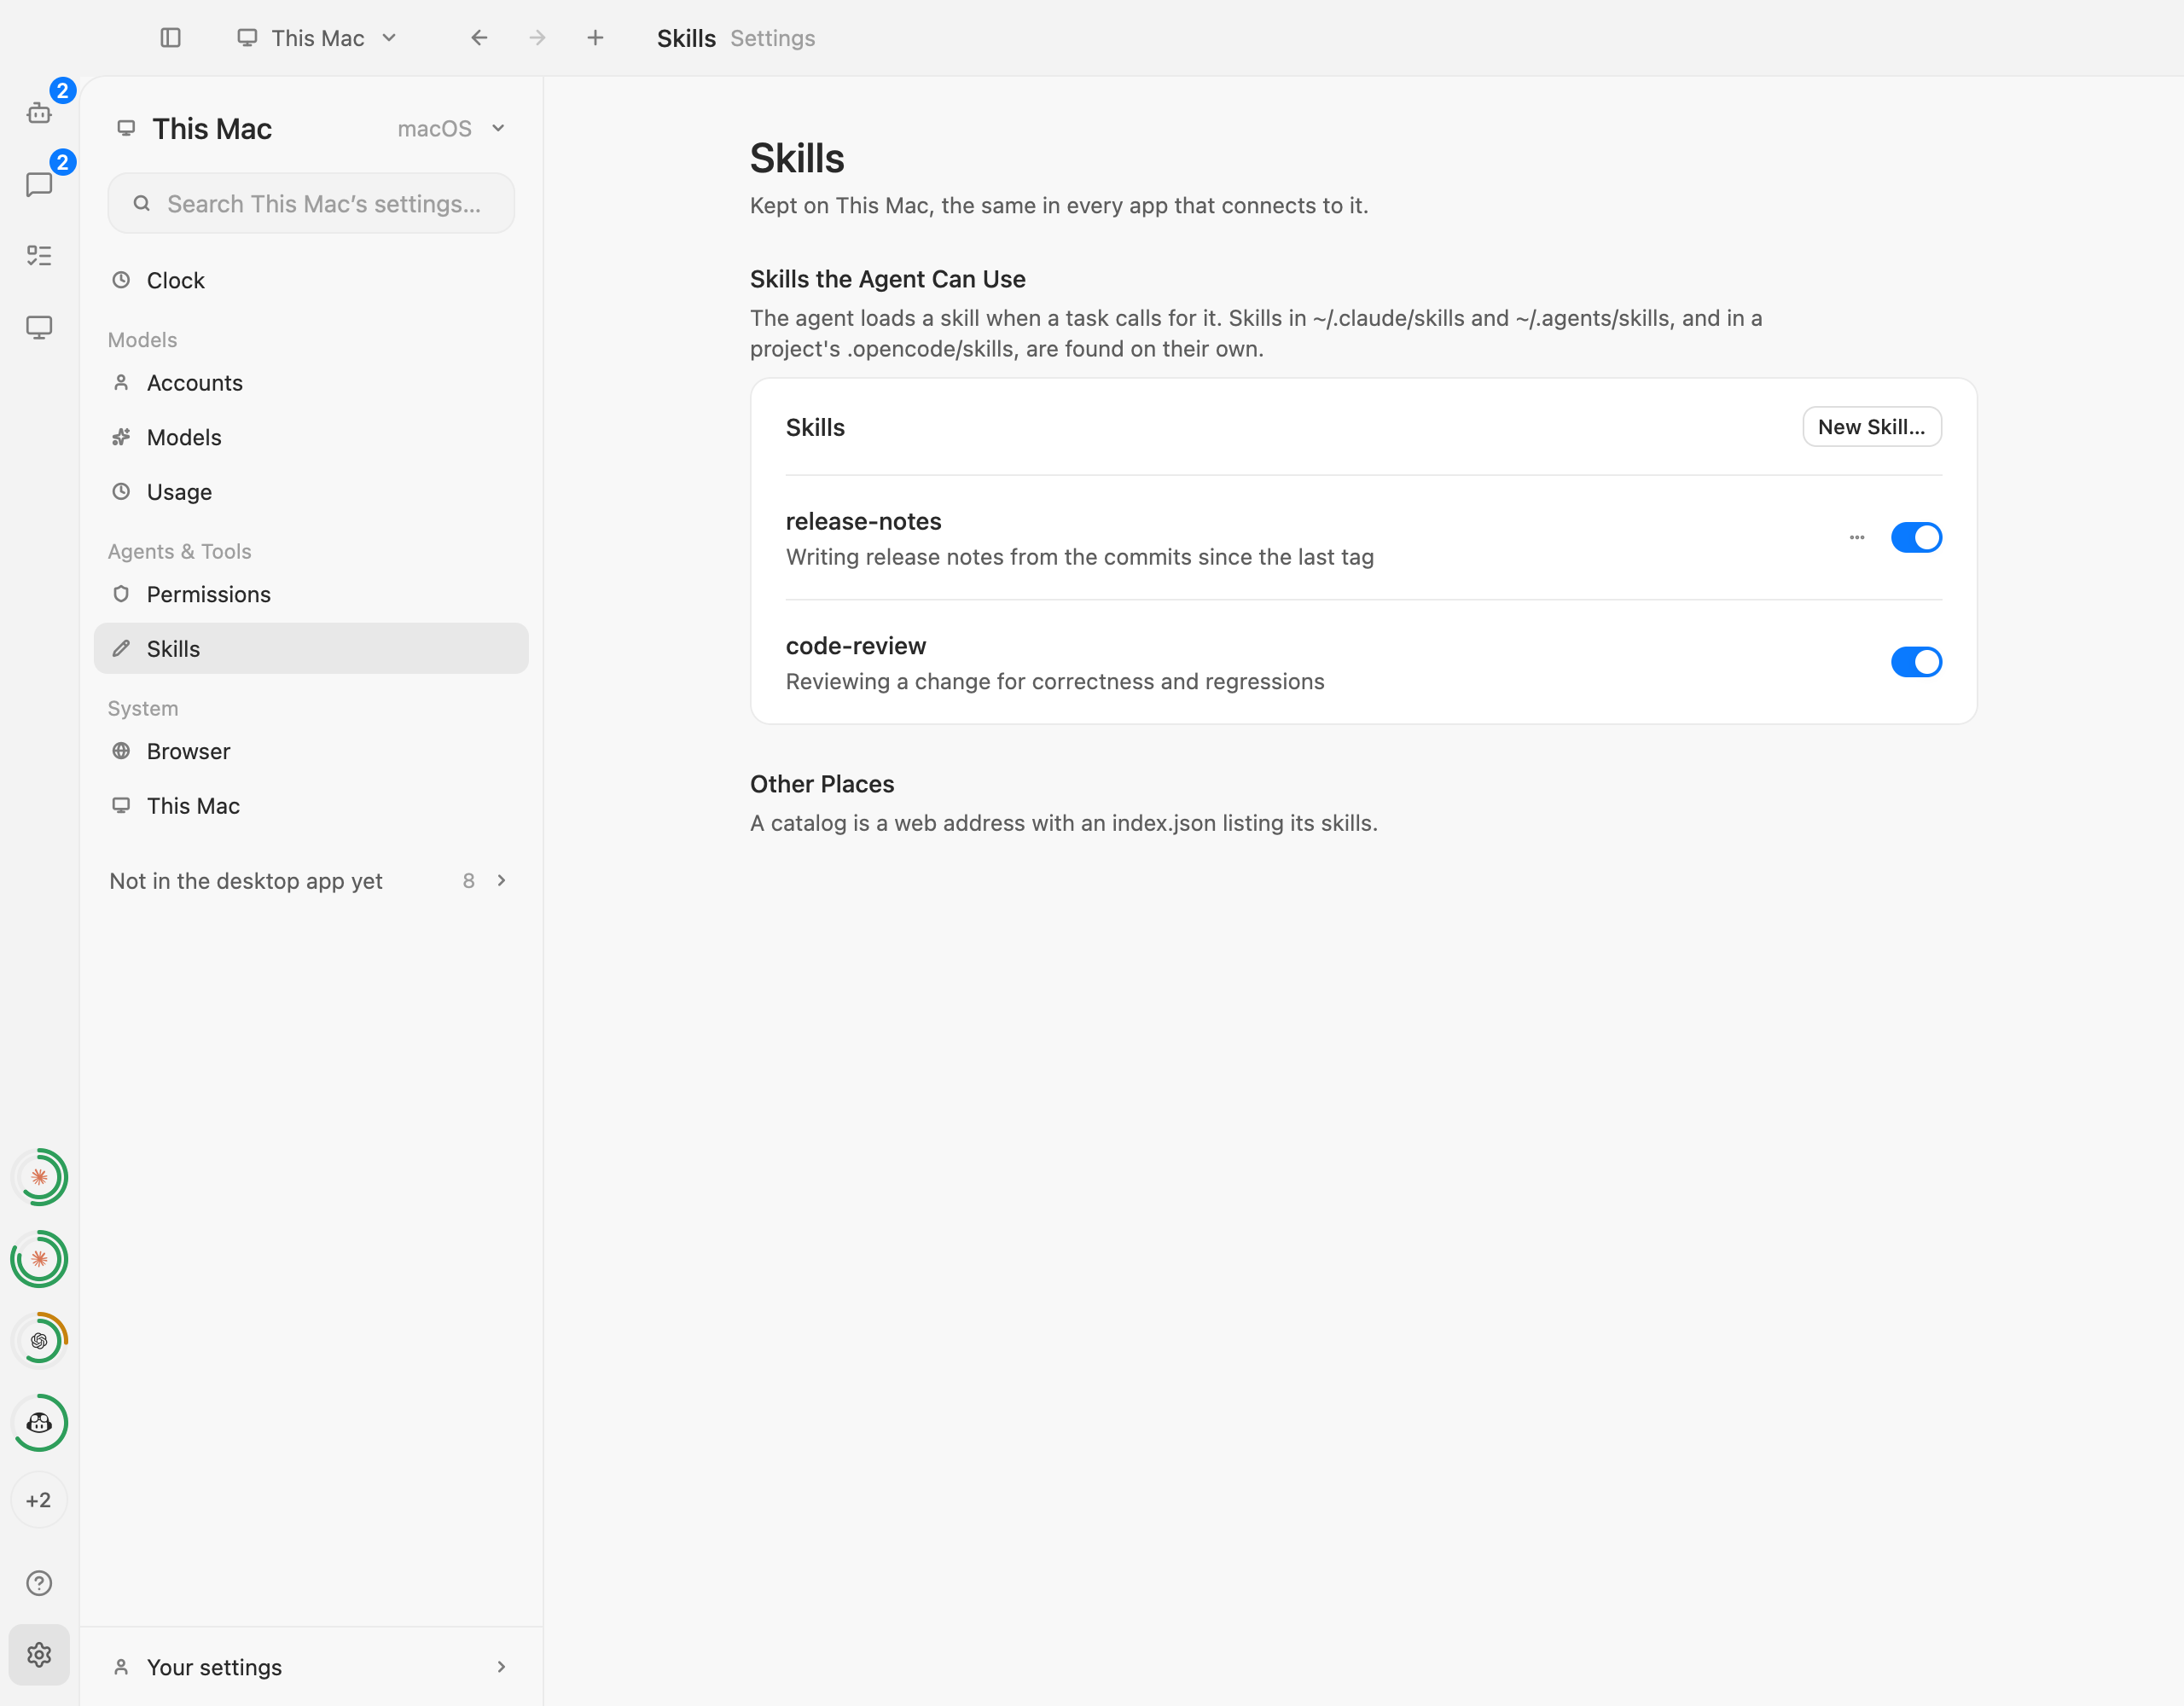 This Mac
Skills Settings
2
2
This Mac macOS
Search This Mac’s settings...
Clock
Models
Accounts
Models
Usage
Agents & Tools
Permissions
Skills
System
Browser
This Mac
Not in the desktop app yet 8
+2
Your settings
Skills
Kept on This Mac, the same in every app that connects to it.
Skills the Agent Can Use
The agent loads a skill when a task calls for it. Skills in ~/.claude/skills and ~/.agents/skills, and in a
project's .opencode/skills, are found on their own.
Skills New Skill...
release-notes
Writing release notes from the commits since the last tag
code-review
Reviewing a change for correctness and regressions
Other Places
A catalog is a web address with an index.json listing its skills.